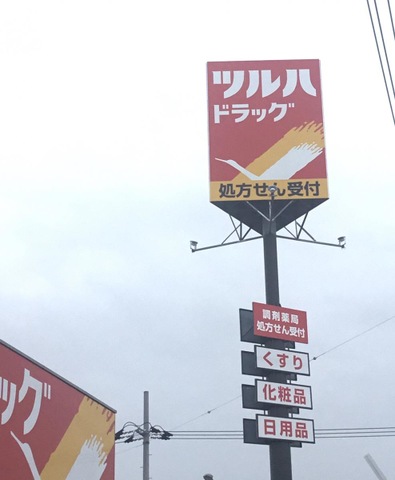 ツルハ
ドラッグ
処方せん受付
調剤薬局
処方せん受付
くすり
化粧品
日用品
ッグ